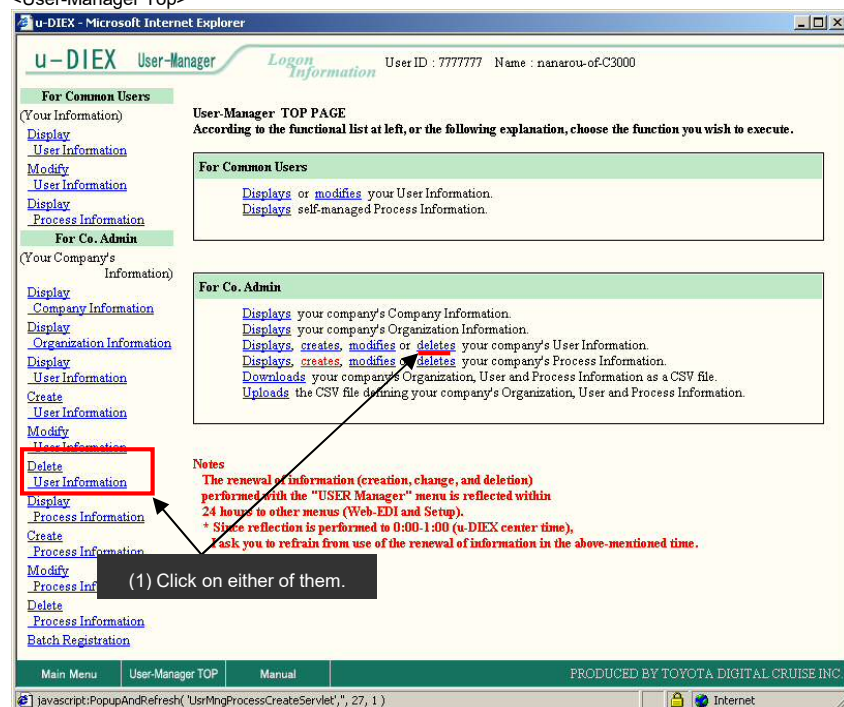 <User-Manager Top>
u-DIEX - Microsoft Internet Explorer
u-DIEX User-Manager
Logon Information
User ID : 7777777 Name : nanarou-of-C3000
For Common Users
(Your Information)
Display
User Information
Modify
User Information
Display
Process Information
For Co. Admin
(Your Company's
Information)
Display
Company Information
Display
Organization Information
Display
User Information
Create
User Information
Modify
User Information
Delete
User Information
Display
Process Information
Create
Process Information
Modify
Process Inf
Delete
Process Information
Batch Registration
User-Manager TOP PAGE
According to the functional list at left, or the following explanation, choose the function you wish to execute.
For Common Users
Displays or modifies your User Information.
Displays self-managed Process Information.
For Co. Admin
Displays your company's Company Information.
Displays your company's Organization Information.
Displays, creates, modifies or deletes your company's User Information.
Displays, creates, modifies or deletes your company's Process Information.
Downloads your company's Organization, User and Process Information as a CSV file.
Uploads the CSV file defining your company's Organization, User and Process Information.
Notes
The renewal of information (creation, change, and deletion)
performed with the "USER Manager" menu is reflected within
24 hours to other menus (Web-EDI and Setup).
* Since reflection is performed to 0:00-1:00 (u-DIEX center time),
I ask you to refrain from use of the renewal of information in the above-mentioned time.
(1) Click on either of them.
Main Menu User-Manager TOP Manual
PRODUCED BY TOYOTA DIGITAL CRUISE INC.
javascript:PopupAndRefresh( 'UsrMngProcessCreateServlet','', 27, 1 )
Internet